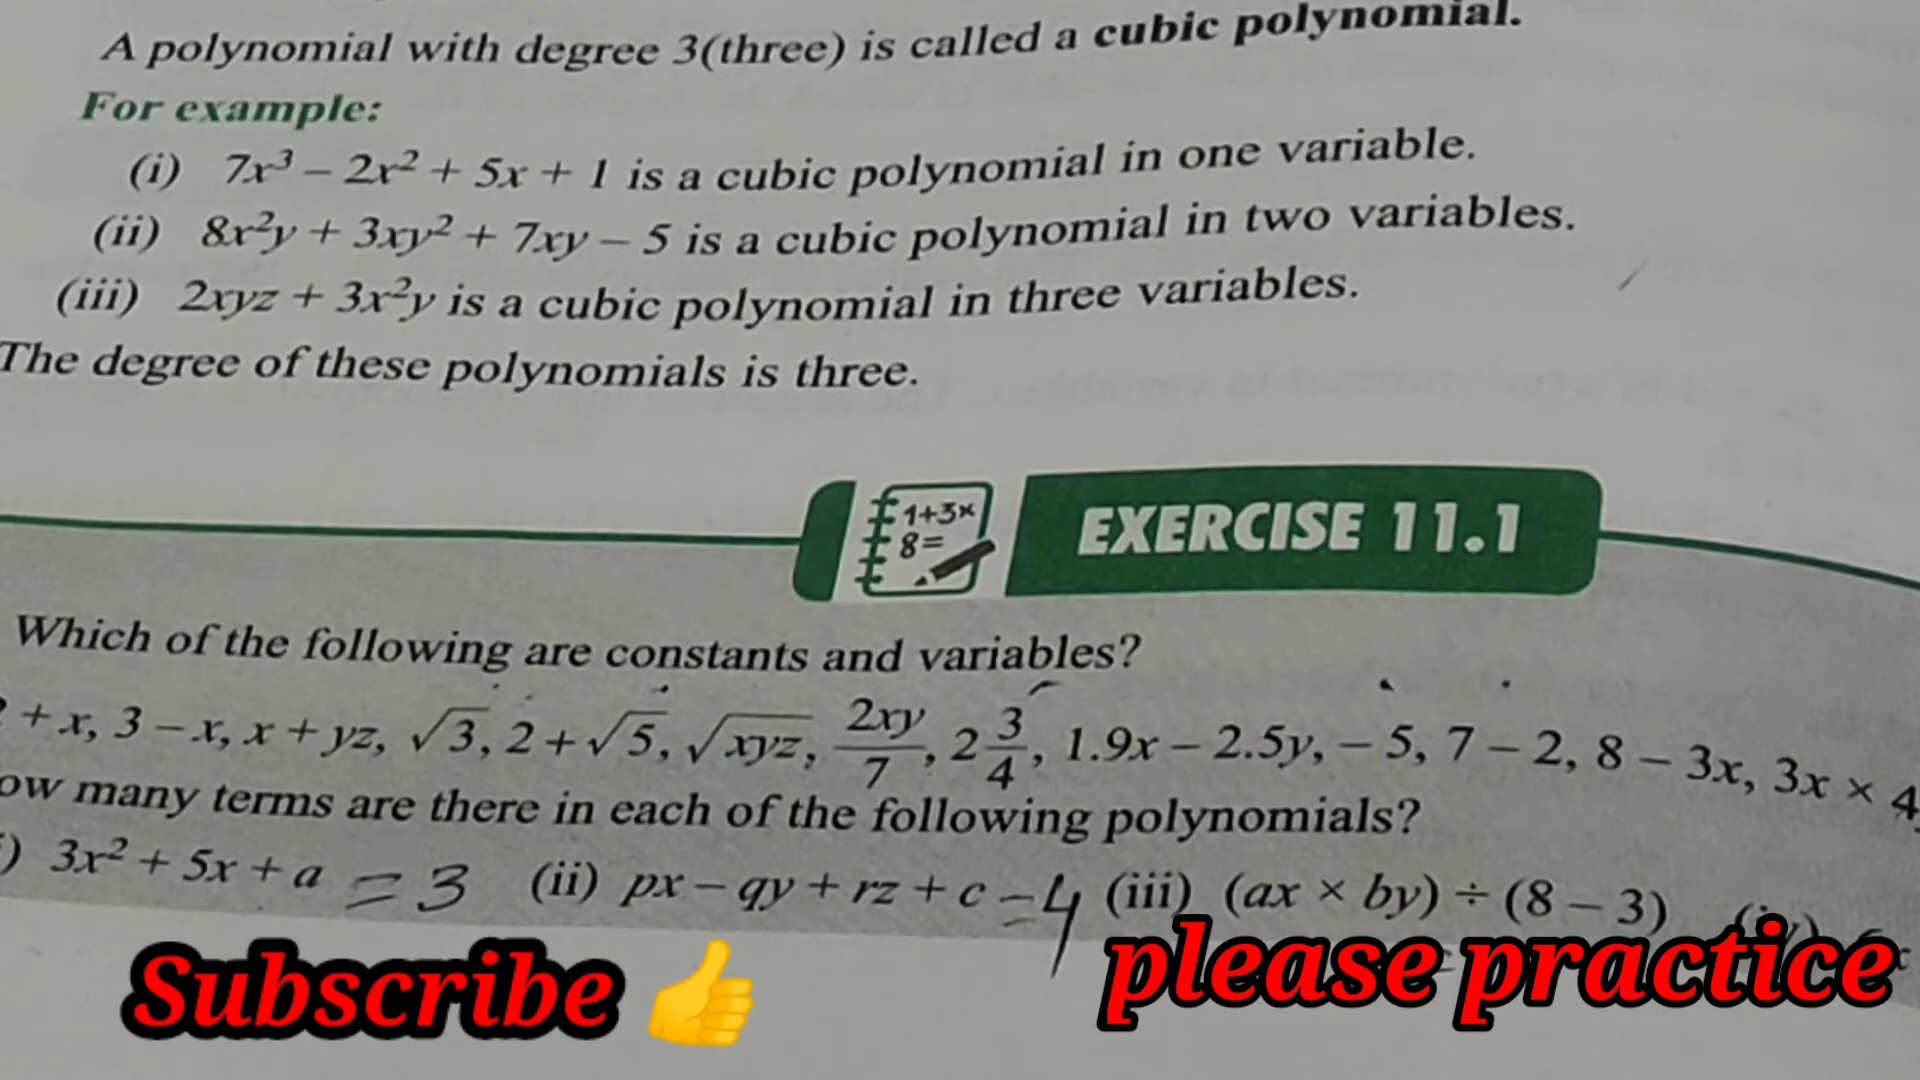 A polynomial with degree 3(three) is called a cubic polynomial.
For example:
(i) 7x³ – 2x² + 5x + 1 is a cubic polynomial in one variable.
(ii) 8x²y + 3xy² + 7xy – 5 is a cubic polynomial in two variables.
(iii) 2xyz + 3x²y is a cubic polynomial in three variables.
The degree of these polynomials is three.
1+3×
8=
EXERCISE 11.1
Which of the following are constants and variables?
+ x, 3 – x, x + yz, √3, 2 + √5, √xyz, 2xy/7, 2 3/4, 1.9x – 2.5y, – 5, 7 – 2, 8 – 3x, 3x × 4,
ow many terms are there in each of the following polynomials?
) 3x² + 5x + a = 3 (ii) px – qy + rz + c = 4 (iii) (ax × by) ÷ (8 – 3)
Subscribe 👍 please practice